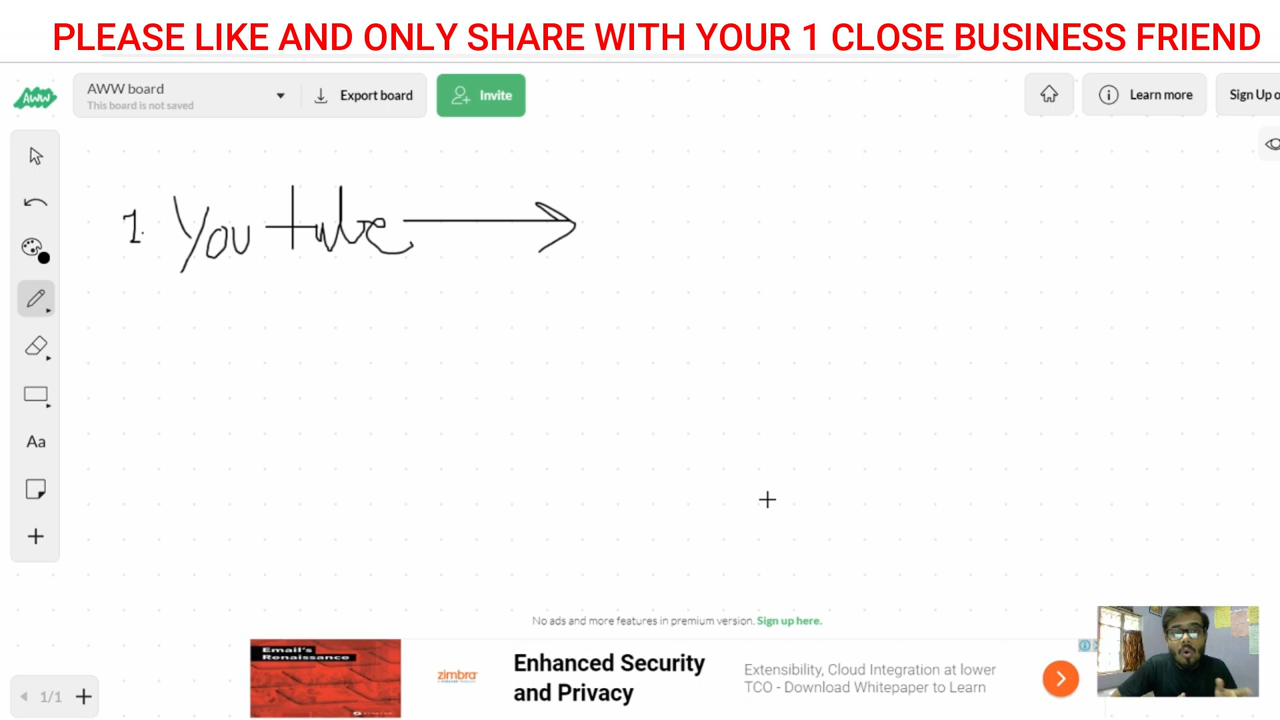 PLEASE LIKE AND ONLY SHARE WITH YOUR 1 CLOSE BUSINESS FRIEND
AWW
AWW board
This board is not saved
Export board
Invite
Learn more
Sign Up o
1. You tube
Aa
No ads and more features in premium version. Sign up here.
Email's
Renaissance
zimbra
Enhanced Security
and Privacy
Extensibility, Cloud Integration at lower
TCO - Download Whitepaper to Learn
1/1